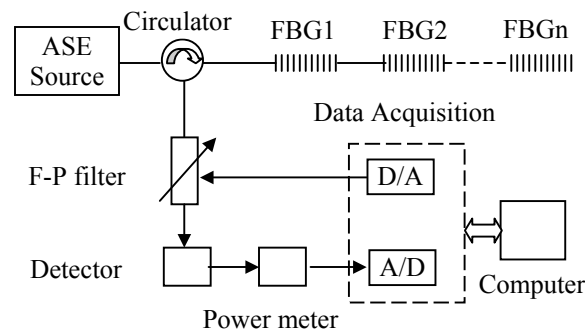 Circulator
ASE
Source
FBG1
FBG2
FBGn
Data Acquisition
F-P filter
D/A
Detector
A/D
Computer
Power meter